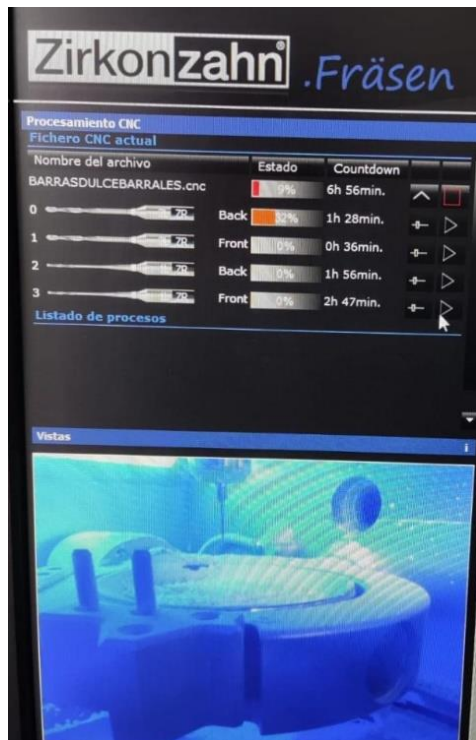 Zirkonzahn® .Fräsen
Procesamiento CNC
Fichero CNC actual
Nombre del archivo Estado Countdown
BARRASDULCEBARRALES.cnc 9% 6h 56min.
0 Back 32% 1h 28min.
1 Front 0% 0h 36min.
2 Back 0% 1h 56min.
3 Front 0% 2h 47min.
Listado de procesos
Vistas i